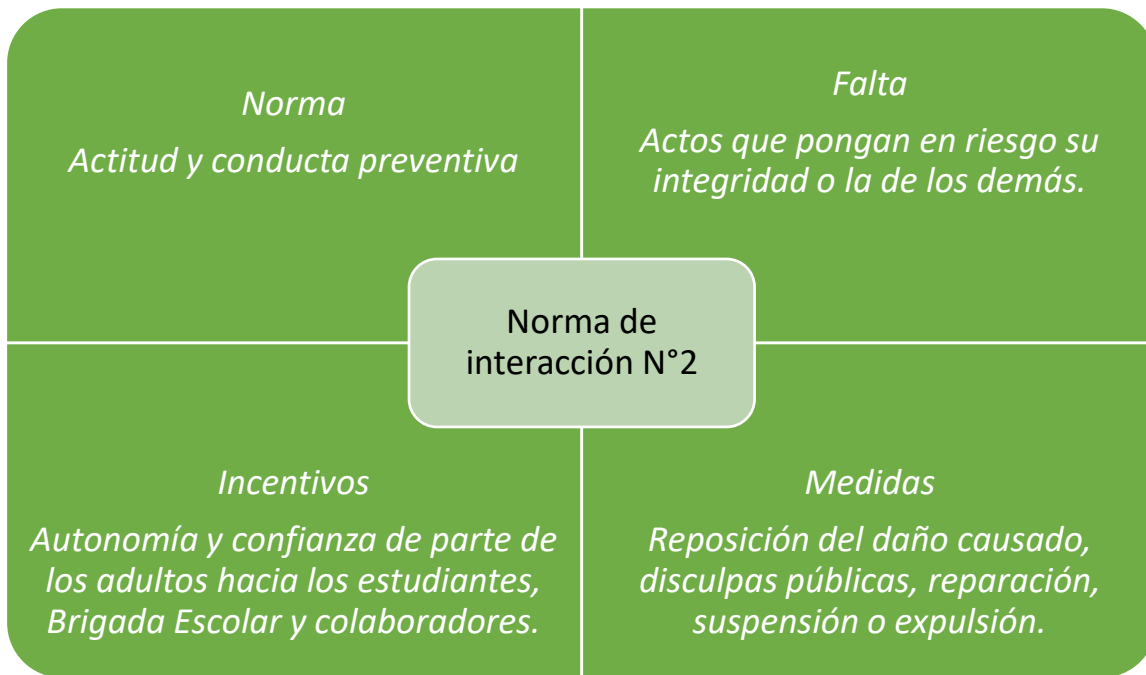 Norma
Actitud y conducta preventiva
Falta
Actos que pongan en riesgo su
integridad o la de los demás.
Norma de
interacción N°2
Incentivos
Autonomía y confianza de parte de
los adultos hacia los estudiantes,
Brigada Escolar y colaboradores.
Medidas
Reposición del daño causado,
disculpas públicas, reparación,
suspensión o expulsión.